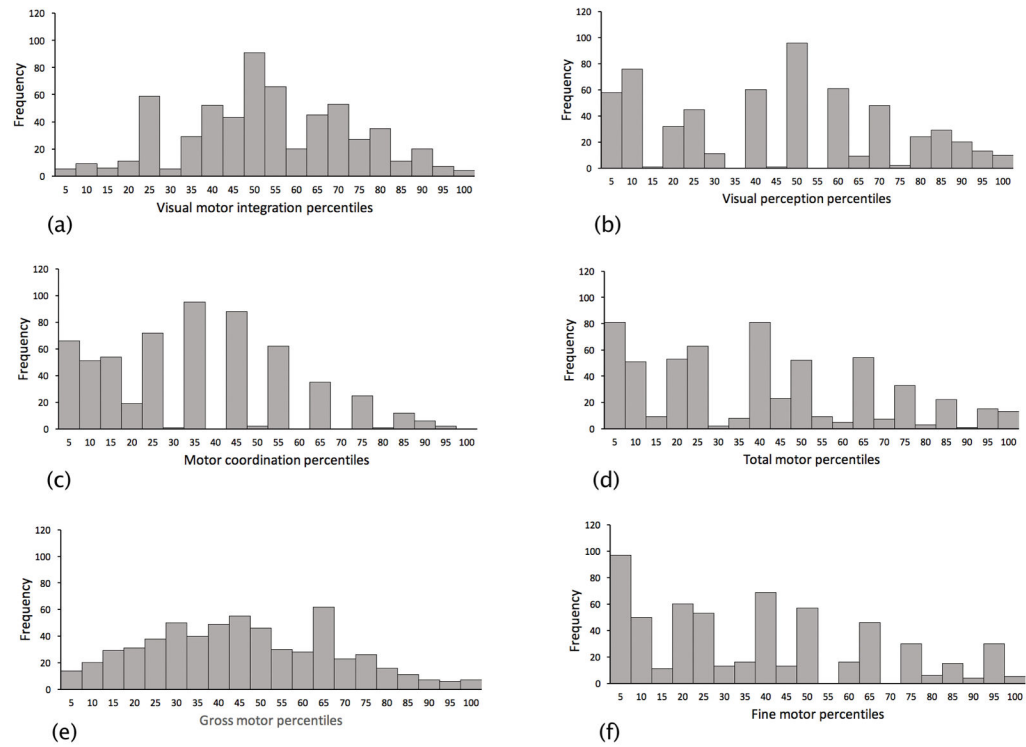 120
100
80
60
40
20
0
Frequency
5 10 15 20 25 30 35 40 45 50 55 60 65 70 75 80 85 90 95 100
Visual motor integration percentiles
(a)
120
100
80
60
40
20
0
Frequency
5 10 15 20 25 30 35 40 45 50 55 60 65 70 75 80 85 90 95 100
Visual perception percentiles
(b)
120
100
80
60
40
20
0
Frequency
5 10 15 20 25 30 35 40 45 50 55 60 65 70 75 80 85 90 95 100
Motor coordination percentiles
(c)
120
100
80
60
40
20
0
Frequency
5 10 15 20 25 30 35 40 45 50 55 60 65 70 75 80 85 90 95 100
Total motor percentiles
(d)
120
100
80
60
40
20
0
Frequency
5 10 15 20 25 30 35 40 45 50 55 60 65 70 75 80 85 90 95 100
Gross motor percentiles
(e)
120
100
80
60
40
20
0
Frequency
5 10 15 20 25 30 35 40 45 50 55 60 65 70 75 80 85 90 95 100
Fine motor percentiles
(f)